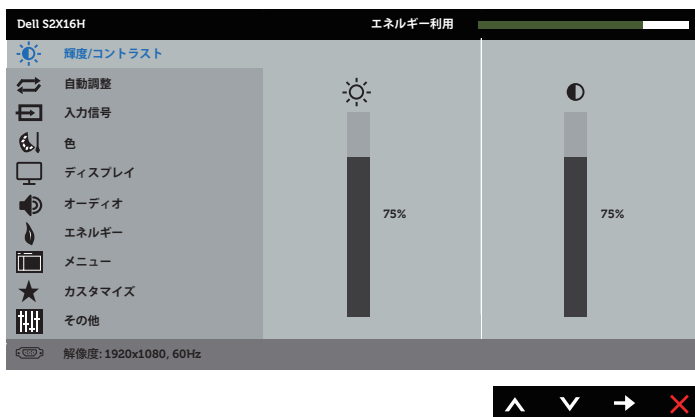 Dell S2X16H
エネルギー利用
輝度/コントラスト
自動調整
入力信号
色
ディスプレイ
オーディオ
エネルギー
メニュー
カスタマイズ
その他
75%
75%
解像度: 1920x1080, 60Hz